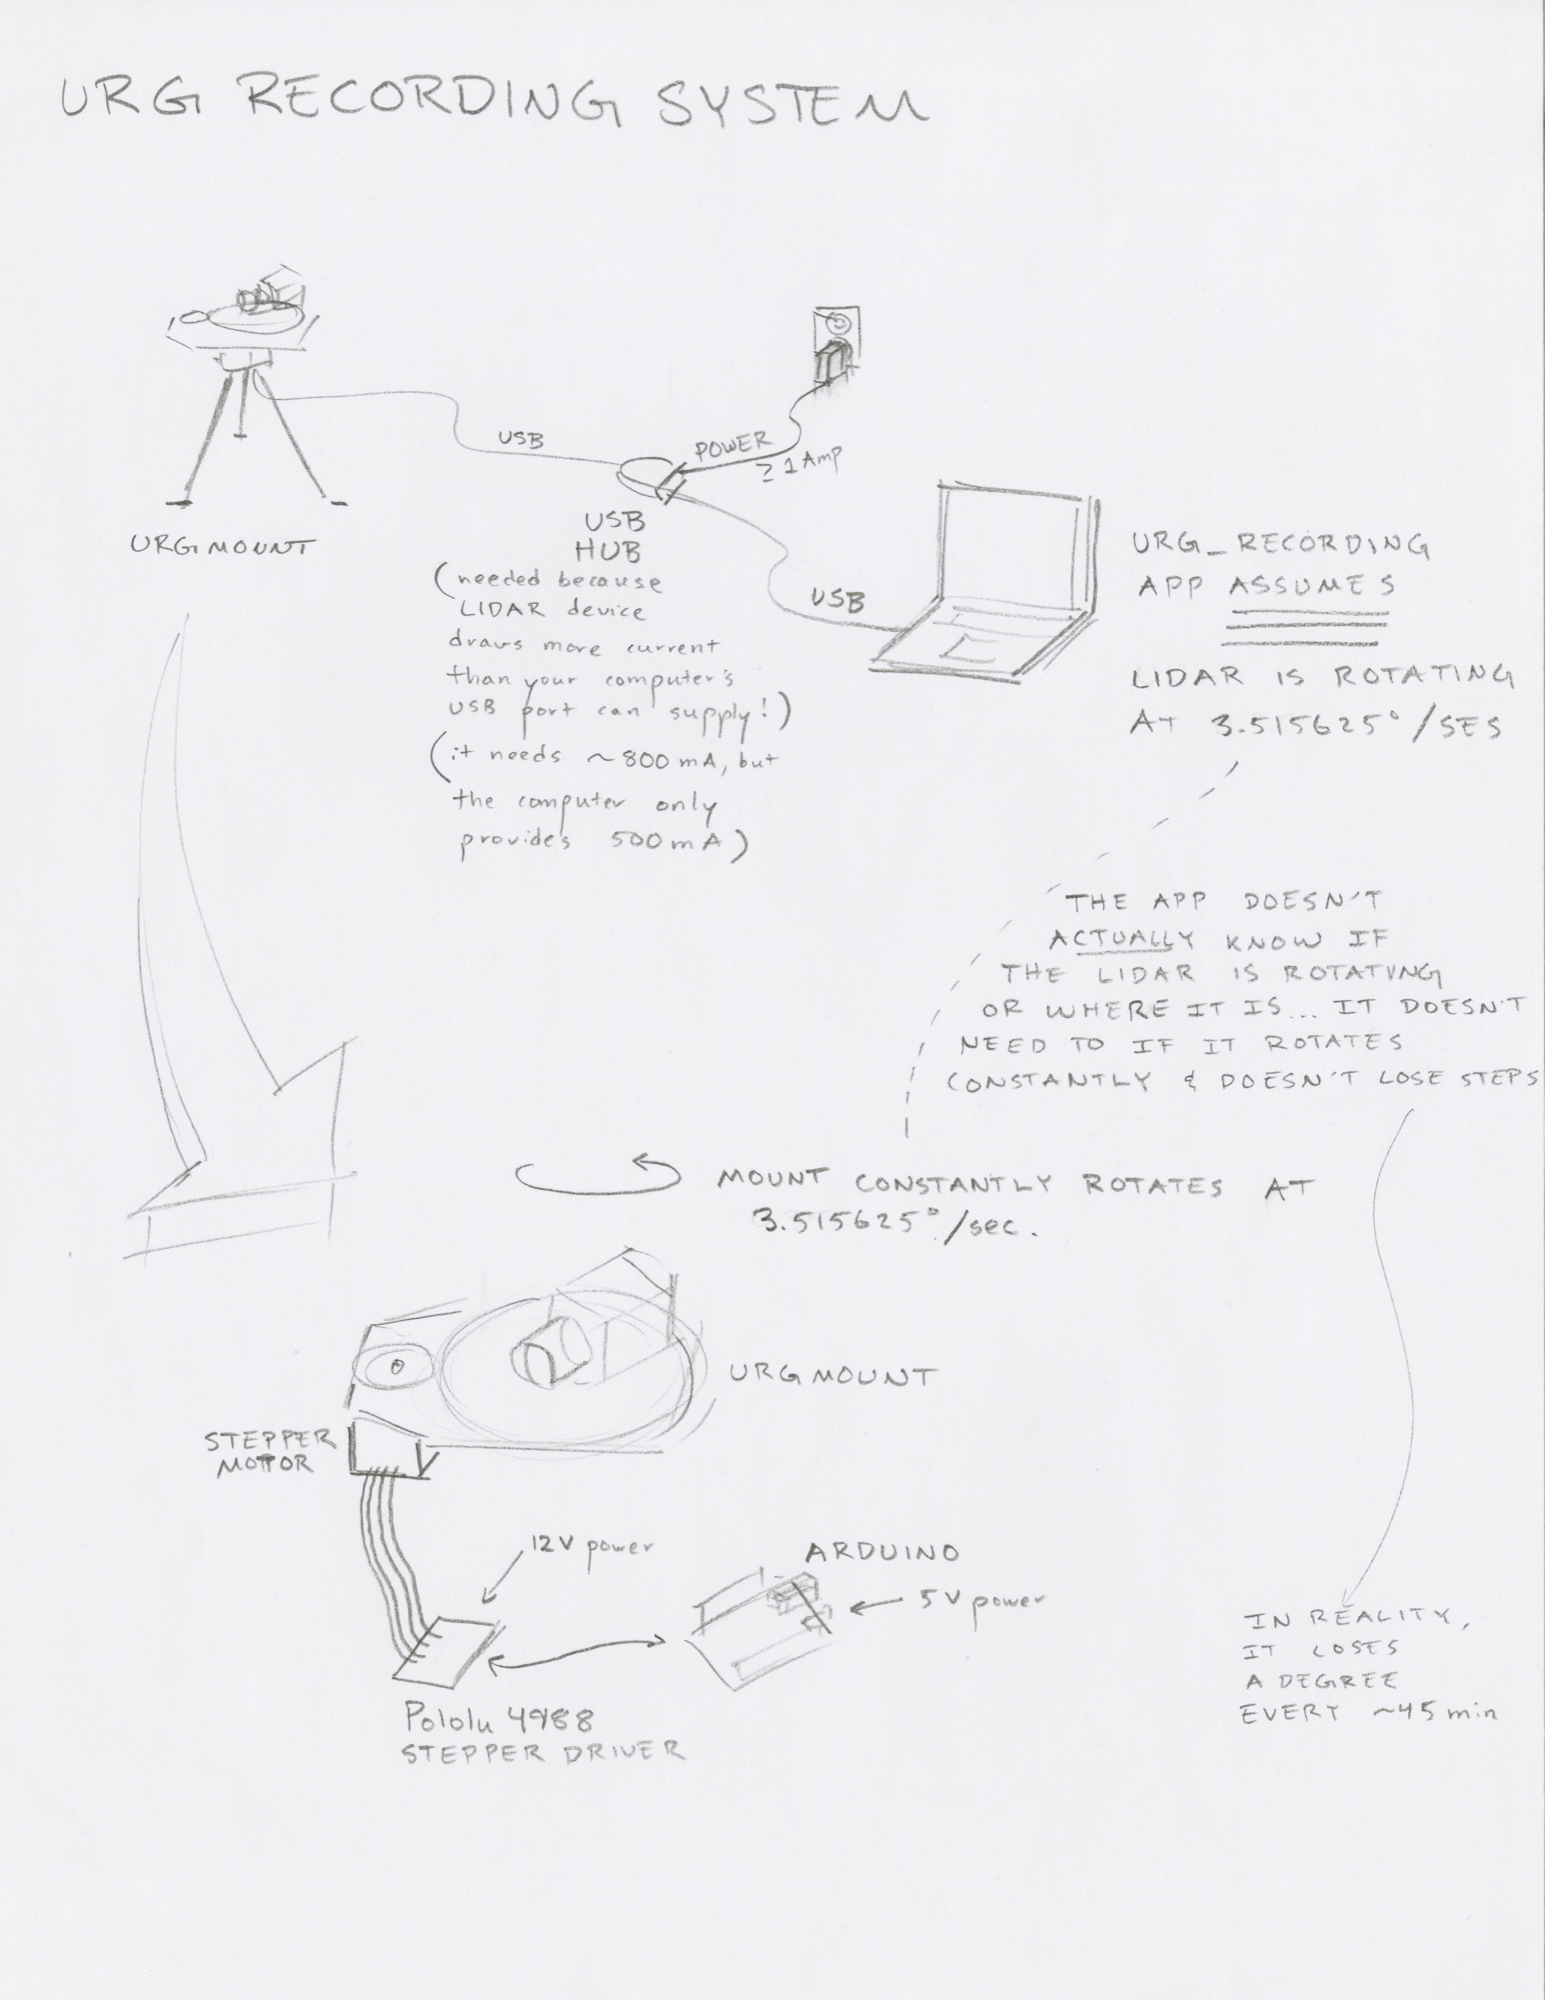 URG RECORDING SYSTEM
USB
POWER
≥ 1 Amp
URG MOUNT
USB
HUB
(needed because
LIDAR device
draws more current
than your computer's
USB port can supply!)
(it needs ~800 mA, but
the computer only
provides 500 mA)
USB
URG_RECORDING
APP ASSUMES
LIDAR IS ROTATING
AT 3.515625°/SES
THE APP DOESN'T
ACTUALLY KNOW IF
THE LIDAR IS ROTATING
OR WHERE IT IS... IT DOESN'T
NEED TO IF IT ROTATES
CONSTANTLY & DOESN'T LOSE STEPS
MOUNT CONSTANTLY ROTATES AT
3.515625°/sec.
URG MOUNT
STEPPER
MOTOR
12V power
ARDUINO
5V power
Pololu 4988
STEPPER DRIVER
IN REALITY,
IT LOSES
A DEGREE
EVERY ~45 min